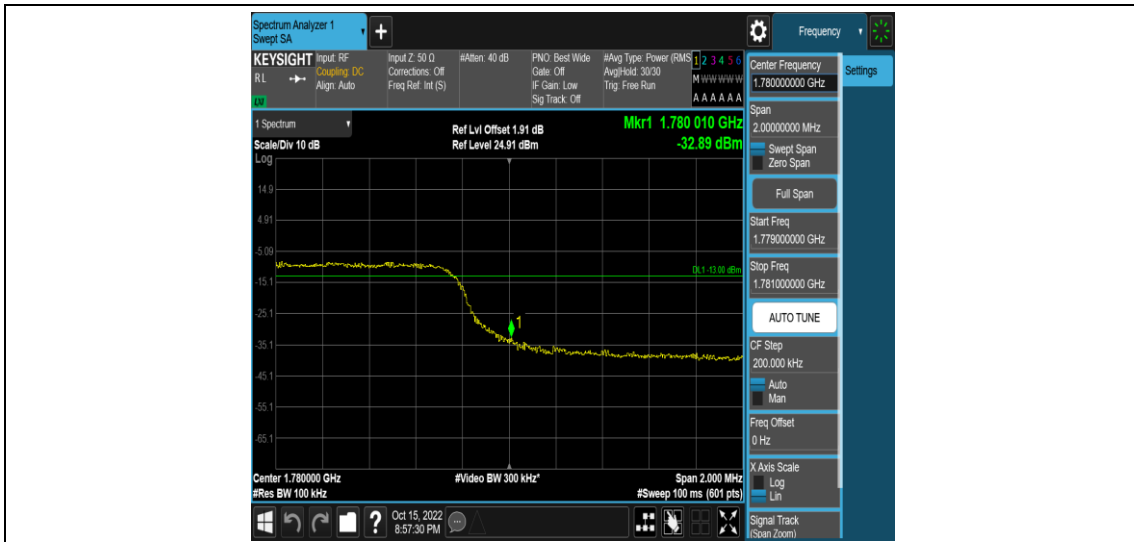 Spectrum Analyzer 1
Swept SA
+
Frequency
KEYSIGHT
RL
LXI
Input: RF
Coupling: DC
Align: Auto
Input Z: 50 Ω
Corrections: Off
Freq Ref: Int (S)
#Atten: 40 dB
PNO: Best Wide
Gate: Off
IF Gain: Low
Sig Track: Off
#Avg Type: Power (RMS
Avg|Hold: 30/30
Trig: Free Run
1 2 3 4 5 6
M W W W W W
A A A A A A
1 Spectrum
Scale/Div 10 dB
Ref Lvl Offset 1.91 dB
Ref Level 24.91 dBm
Mkr1 1.780 010 GHz
-32.89 dBm
Log
14.9
4.91
-5.09
-15.1
-25.1
-35.1
-45.1
-55.1
-65.1
DL1 -13.00 dBm
1
Center 1.780000 GHz
#Res BW 100 kHz
#Video BW 300 kHz*
Span 2.000 MHz
#Sweep 100 ms (601 pts)
?
Oct 15, 2022
8:57:30 PM
Center Frequency
1.780000000 GHz
Settings
Span
2.00000000 MHz
Swept Span
Zero Span
Full Span
Start Freq
1.779000000 GHz
Stop Freq
1.781000000 GHz
AUTO TUNE
CF Step
200.000 kHz
Auto
Man
Freq Offset
0 Hz
X Axis Scale
Log
Lin
Signal Track
(Span Zoom)